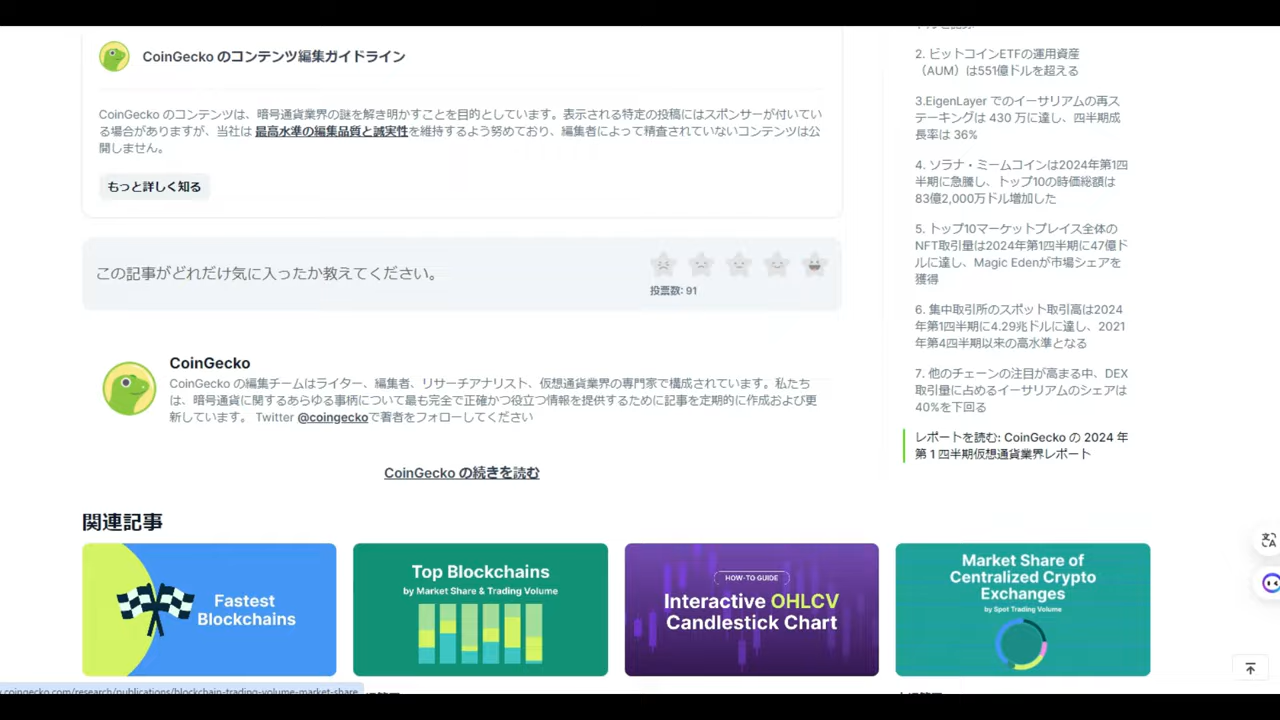 CoinGecko のコンテンツ編集ガイドライン
CoinGecko のコンテンツは、暗号通貨業界の謎を解き明かすことを目的としています。表示される特定の投稿にはスポンサーが付いてい
る場合がありますが、当社は 最高水準の編集品質と誠実性を維持するよう努めており、編集者によって精査されていないコンテンツは公
開しません。
もっと詳しく知る
この記事がどれだけ気に入ったか教えてください。
投票数: 91
CoinGecko
CoinGecko の編集チームはライター、編集者、リサーチアナリスト、仮想通貨業界の専門家で構成されています。私たち
は、暗号通貨に関するあらゆる事柄について最も完全で正確かつ役立つ情報を提供するために記事を定期的に作成および更
新しています。 Twitter @coingeckoで著者をフォローしてください
CoinGecko の続きを読む
2. ビットコインETFの運用資産
（AUM）は551億ドルを超える
3.EigenLayer でのイーサリアムの再ス
テーキングは 430 万に達し、四半期成
長率は 36%
4. ソラナ・ミームコインは2024年第1四
半期に急騰し、トップ10の時価総額は
83億2,000万ドル増加した
5. トップ10マーケットプレイス全体の
NFT取引量は2024年第1四半期に47億ド
ルに達し、Magic Edenが市場シェアを
獲得
6. 集中取引所のスポット取引高は2024
年第1四半期に4.29兆ドルに達し、2021
年第4四半期以来の高水準となる
7. 他のチェーンの注目が高まる中、DEX
取引量に占めるイーサリアムのシェアは
40%を下回る
レポートを読む: CoinGecko の 2024 年
第 1 四半期仮想通貨業界レポート
関連記事
Fastest
Blockchains
Top Blockchains
by Market Share & Trading Volume
HOW-TO GUIDE
Interactive OHLCV
Candlestick Chart
Market Share of
Centralized Crypto
Exchanges
by Spot Trading Volume
.coingecko.com/research/publications/blockchain-trading-volume-market-share